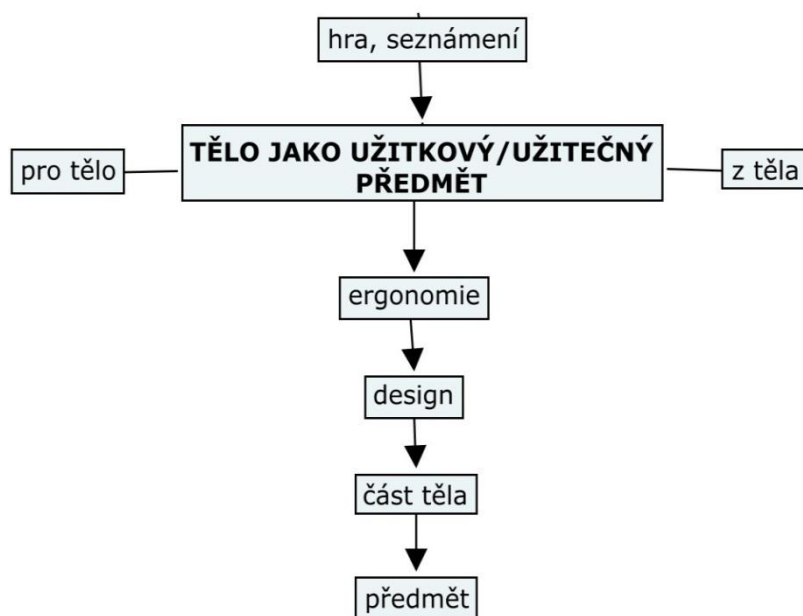 hra, seznámení
TĚLO JAKO UŽITKOVÝ/UŽITEČNÝ
PŘEDMĚT
pro tělo
z těla
ergonomie
design
část těla
předmět